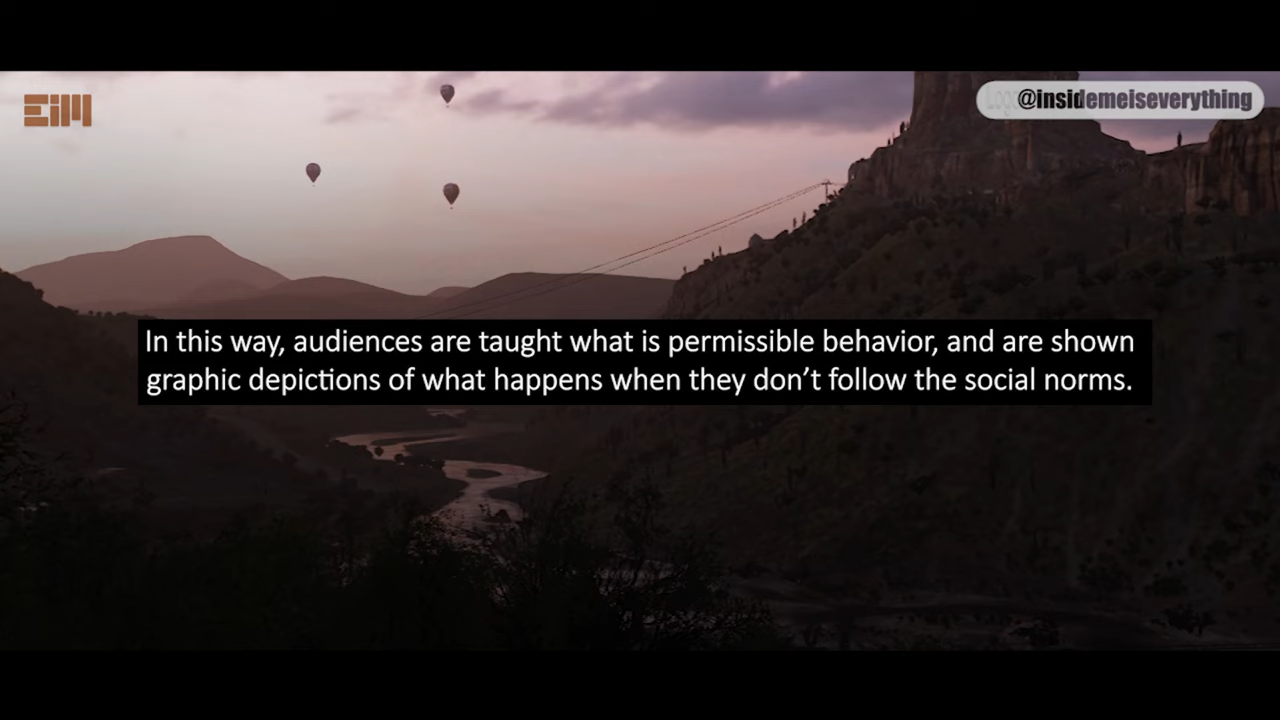 EiM
@insidemeiseverything
In this way, audiences are taught what is permissible behavior, and are shown
graphic depictions of what happens when they don’t follow the social norms.